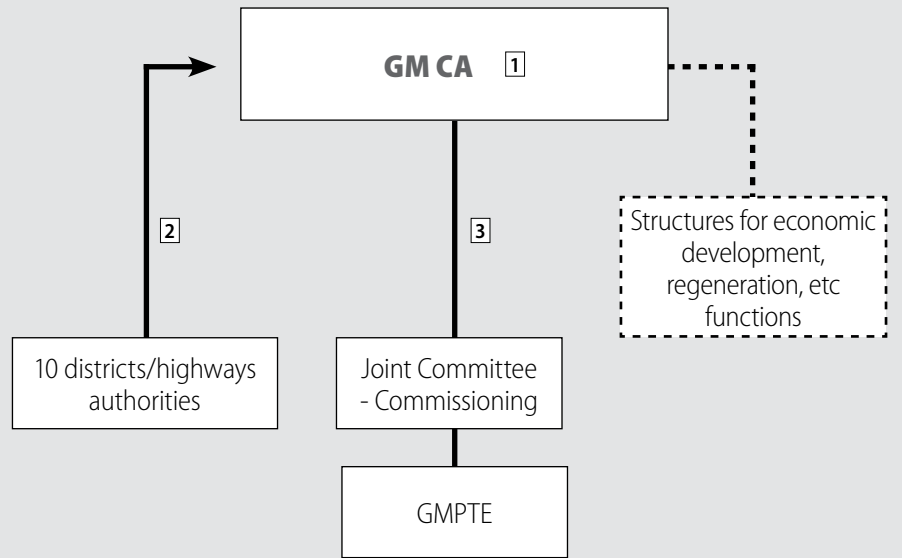 GM CA 1
2
3
Structures for economic
development,
regeneration, etc
functions
10 districts/highways
authorities
Joint Committee
- Commissioning
GMPTE